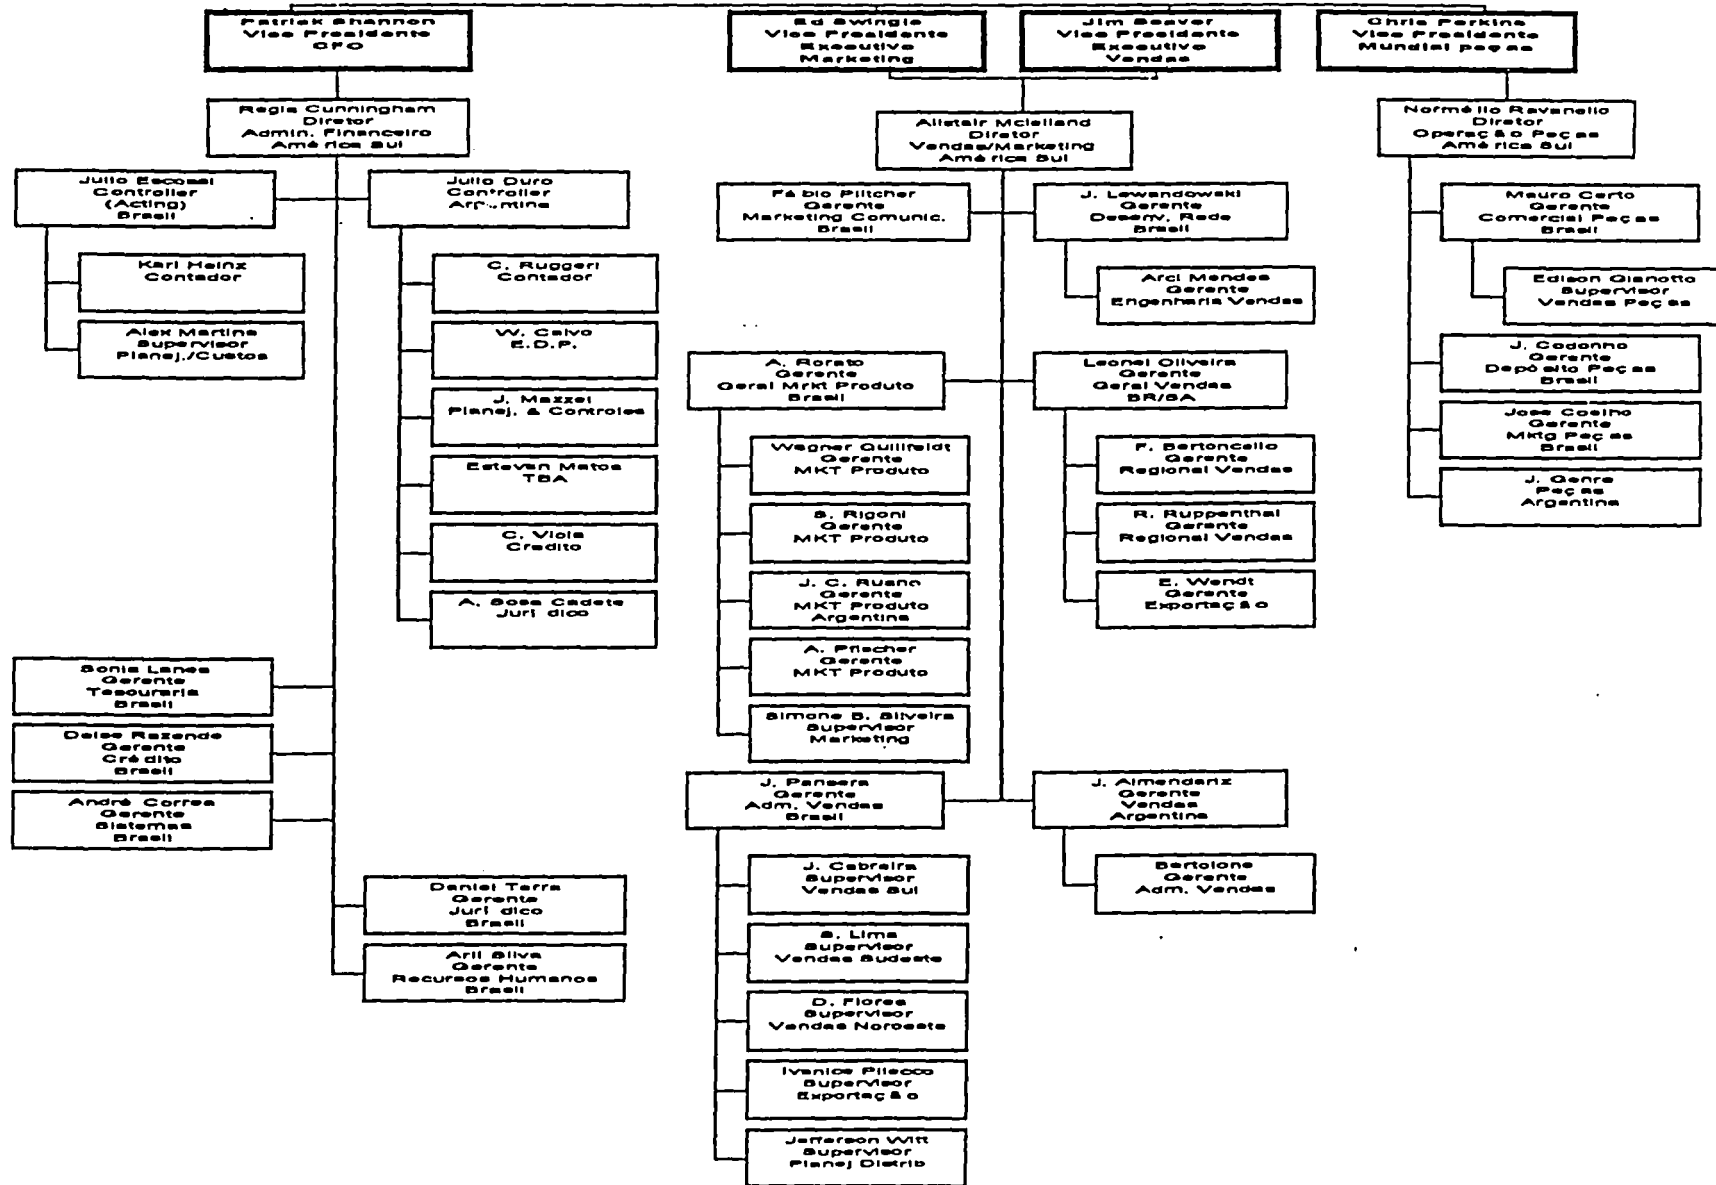 Patrick Shannon
Vice Presidente
CFO
Ed Swingle
Vice Presidente
Executivo
Marketing
Jim Seaver
Vice Presidente
Executivo
Vendas
Chris Perkins
Vice Presidente
Mundial peças
Regis Cunningham
Diretor
Admin. Financeiro
América Sul
Alistair Mclelland
Diretor
Vendas/Marketing
América Sul
Normélio Ravanello
Diretor
Operação Peças
América Sul
Julio Escossi
Controller
(Acting)
Brasil
Julio Duro
Controller
Argentina
Karl Heinz
Contador
Alex Martins
Supervisor
Planej./Custos
C. Ruggeri
Contador
W. Calvo
E.D.P.
J. Mazzei
Planej. & Controles
Estevan Matos
TBA
C. Viola
Credito
A. Sosa Cadete
Jurí dico
Sonia Lanes
Gerente
Tesouraria
Brasil
Deise Rezende
Gerente
Crédito
Brasil
André Correa
Gerente
Sistemas
Brasil
Daniel Terra
Gerente
Jurí dico
Brasil
Aril Silva
Gerente
Recursos Humanos
Brasil
Fábio Piltcher
Gerente
Marketing Comunic.
Brasil
J. Lewandowski
Gerente
Desenv. Rede
Brasil
Arci Mendes
Gerente
Engenharia Vendas
A. Rorato
Gerente
Geral Mrkt Produto
Brasil
Leonel Oliveira
Gerente
Geral Vendas
BR/SA
Wagner Guillfeldt
Gerente
MKT Produto
S. Rigoni
Gerente
MKT Produto
J. C. Ruano
Gerente
MKT Produto
Argentina
A. Pfischer
Gerente
MKT Produto
Simone B. Silveira
Supervisor
Marketing
F. Bertoncello
Gerente
Regional Vendas
R. Ruppenthal
Gerente
Regional Vendas
E. Wendt
Gerente
Exportação
J. Pansera
Gerente
Adm. Vendas
Brasil
J. Almendariz
Gerente
Vendas
Argentina
J. Cabreira
Supervisor
Vendas Sul
S. Lima
Supervisor
Vendas Sudeste
D. Flores
Supervisor
Vendas Noroeste
Ivanice Pilecco
Supervisor
Exportação
Jefferson Witt
Supervisor
Planej Distrib
Bertolone
Gerente
Adm. Vendas
Mauro Certo
Gerente
Comercial Peças
Brasil
Edison Gianotto
Supervisor
Vendas Peças
J. Codonho
Gerente
Depósito Peças
Brasil
Jose Coelho
Gerente
Mktg Peças
Brasil
J. Genre
Peças
Argentina